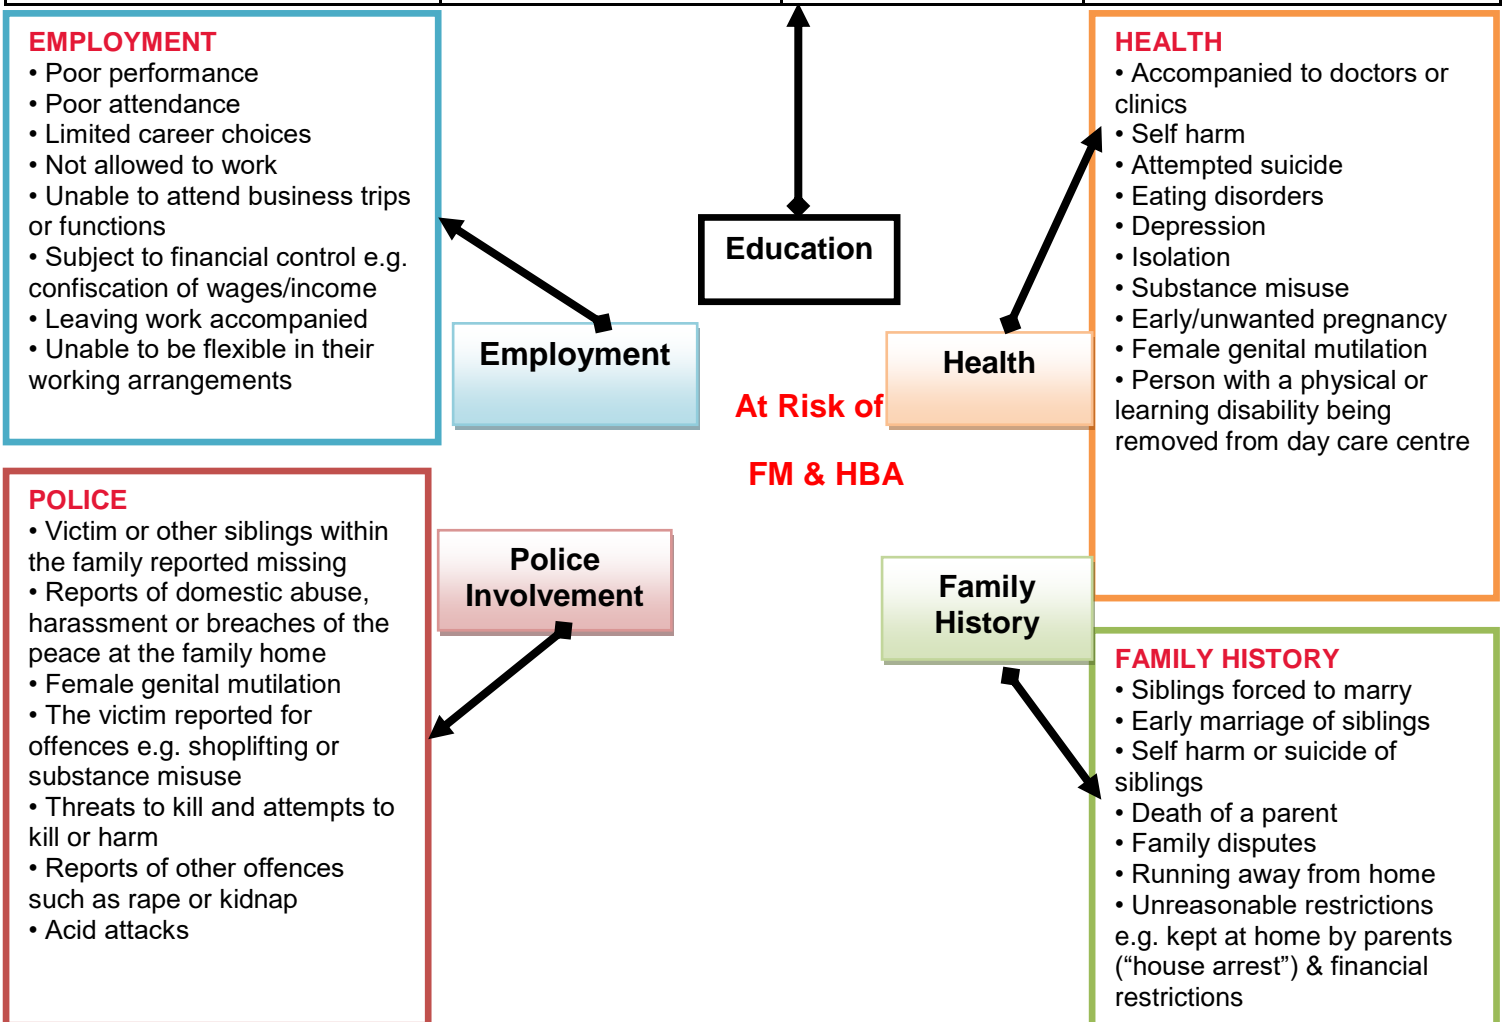 EMPLOYMENT
• Poor performance
• Poor attendance
• Limited career choices
• Not allowed to work
• Unable to attend business trips
or functions
• Subject to financial control e.g.
confiscation of wages/income
• Leaving work accompanied
• Unable to be flexible in their
working arrangements
Education
Employment
Health
At Risk of
FM & HBA
HEALTH
• Accompanied to doctors or
clinics
• Self harm
• Attempted suicide
• Eating disorders
• Depression
• Isolation
• Substance misuse
• Early/unwanted pregnancy
• Female genital mutilation
• Person with a physical or
learning disability being
removed from day care centre
POLICE
• Victim or other siblings within
the family reported missing
• Reports of domestic abuse,
harassment or breaches of the
peace at the family home
• Female genital mutilation
• The victim reported for
offences e.g. shoplifting or
substance misuse
• Threats to kill and attempts to
kill or harm
• Reports of other offences
such as rape or kidnap
• Acid attacks
Police
Involvement
Family
History
FAMILY HISTORY
• Siblings forced to marry
• Early marriage of siblings
• Self harm or suicide of
siblings
• Death of a parent
• Family disputes
• Running away from home
• Unreasonable restrictions
e.g. kept at home by parents
(“house arrest”) & financial
restrictions